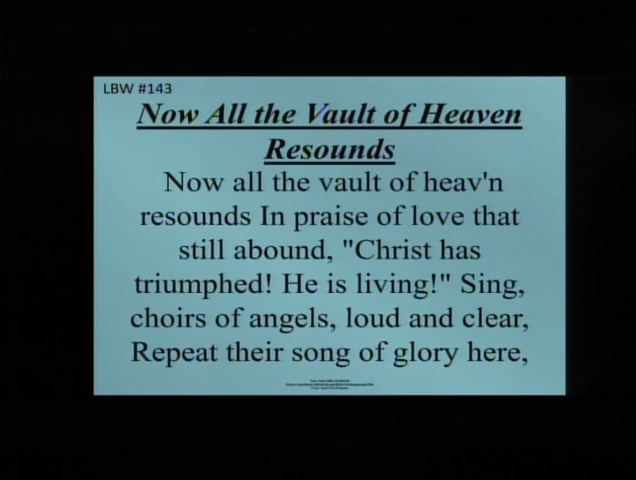 LBW #143
Now All the Vault of Heaven
Resounds
Now all the vault of heav'n
resounds In praise of love that
still abound, "Christ has
triumphed! He is living!" Sing,
choirs of angels, loud and clear,
Repeat their song of glory here,